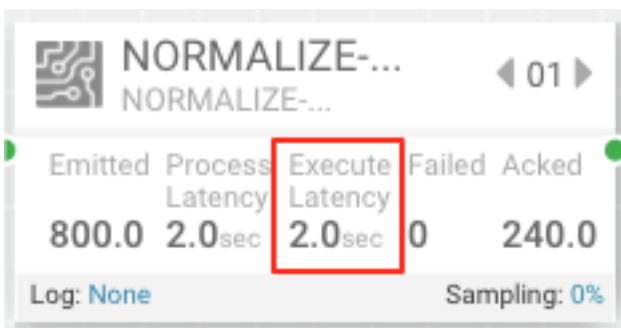 NORMALIZE-...
NORMALIZE-...
01
Emitted Process Execute Failed Acked
Latency Latency
800.0 2.0sec 2.0sec 0 240.0
Log: None Sampling: 0%